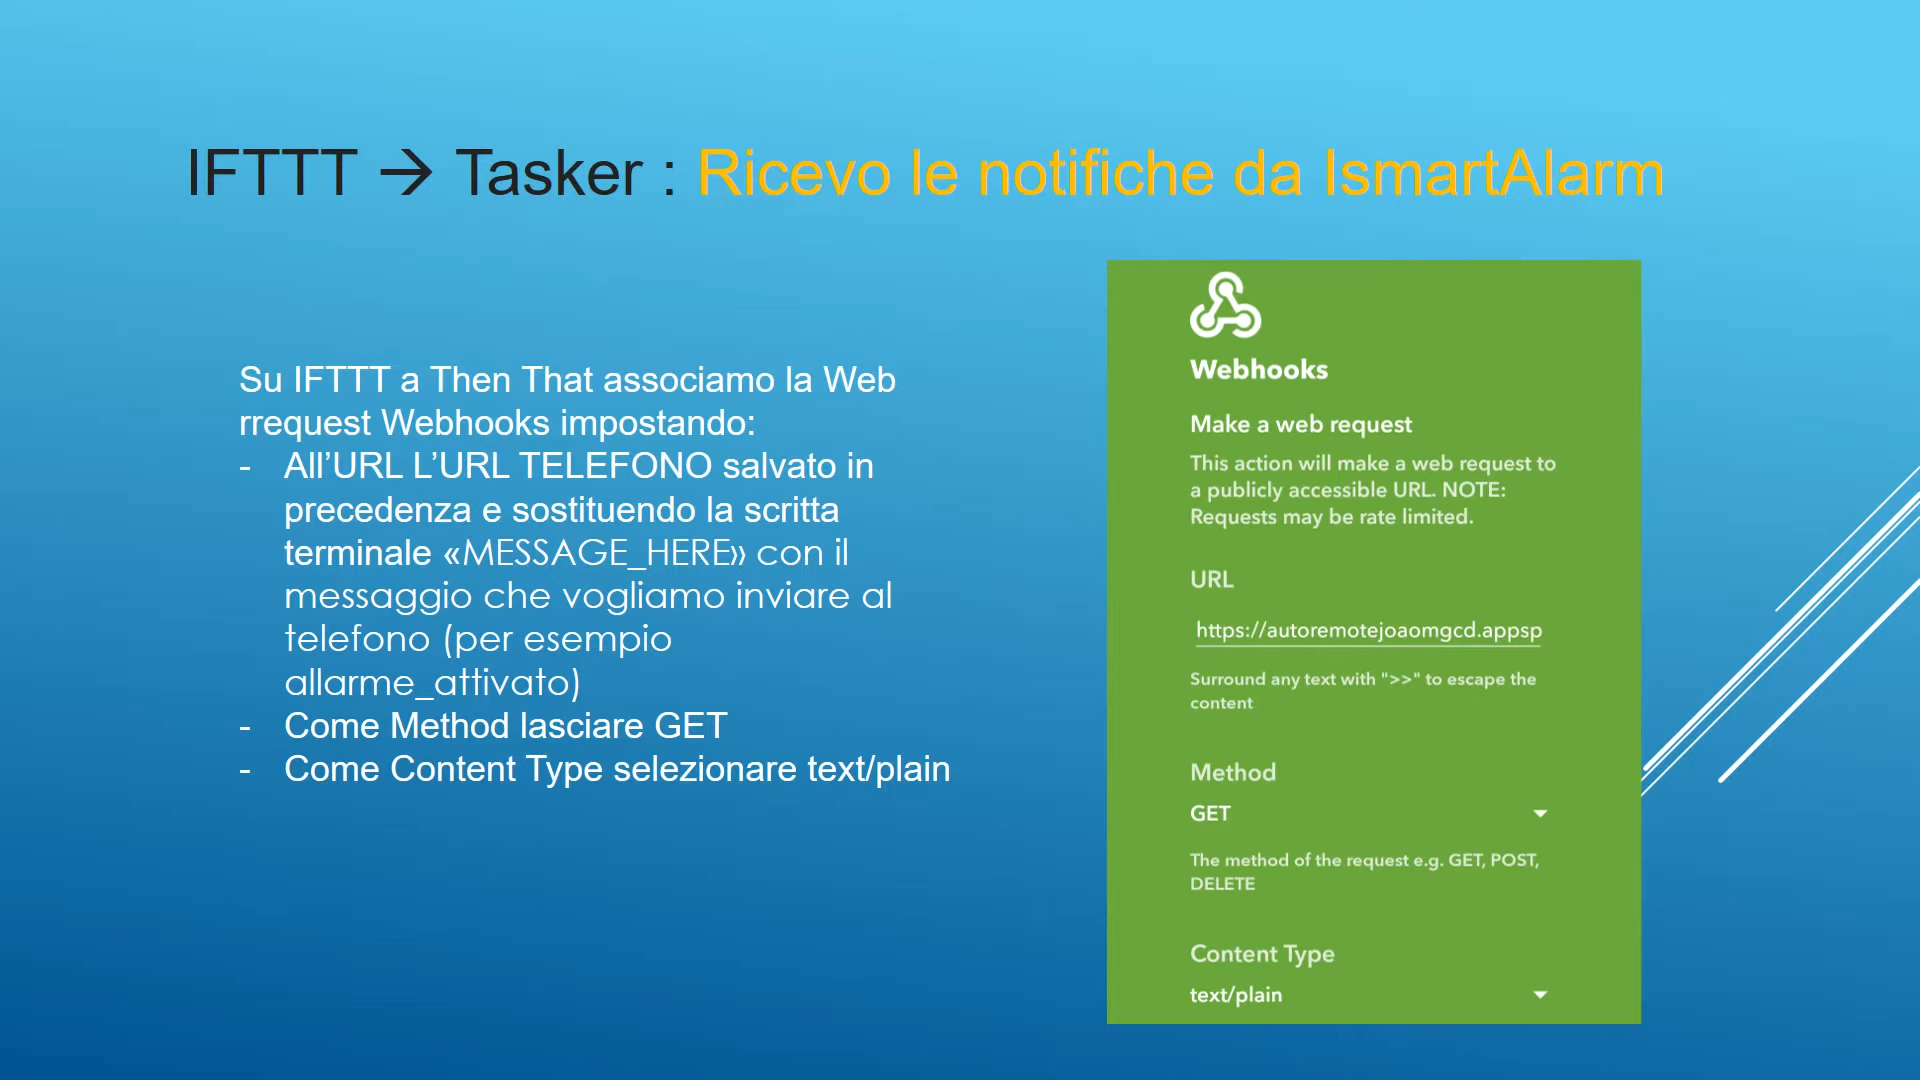 IFTTT → Tasker : Ricevo le notifiche da IsmartAlarm
Su IFTTT a Then That associamo la Web
rrequest Webhooks impostando:
- All’URL L’URL TELEFONO salvato in
precedenza e sostituendo la scritta
terminale «MESSAGE_HERE» con il
messaggio che vogliamo inviare al
telefono (per esempio
allarme_attivato)
- Come Method lasciare GET
- Come Content Type selezionare text/plain
Webhooks
Make a web request
This action will make a web request to
a publicly accessible URL. NOTE:
Requests may be rate limited.
URL
https://autoremotejoaomgcd.appsp
Surround any text with ">>" to escape the
content
Method
GET
The method of the request e.g. GET, POST,
DELETE
Content Type
text/plain